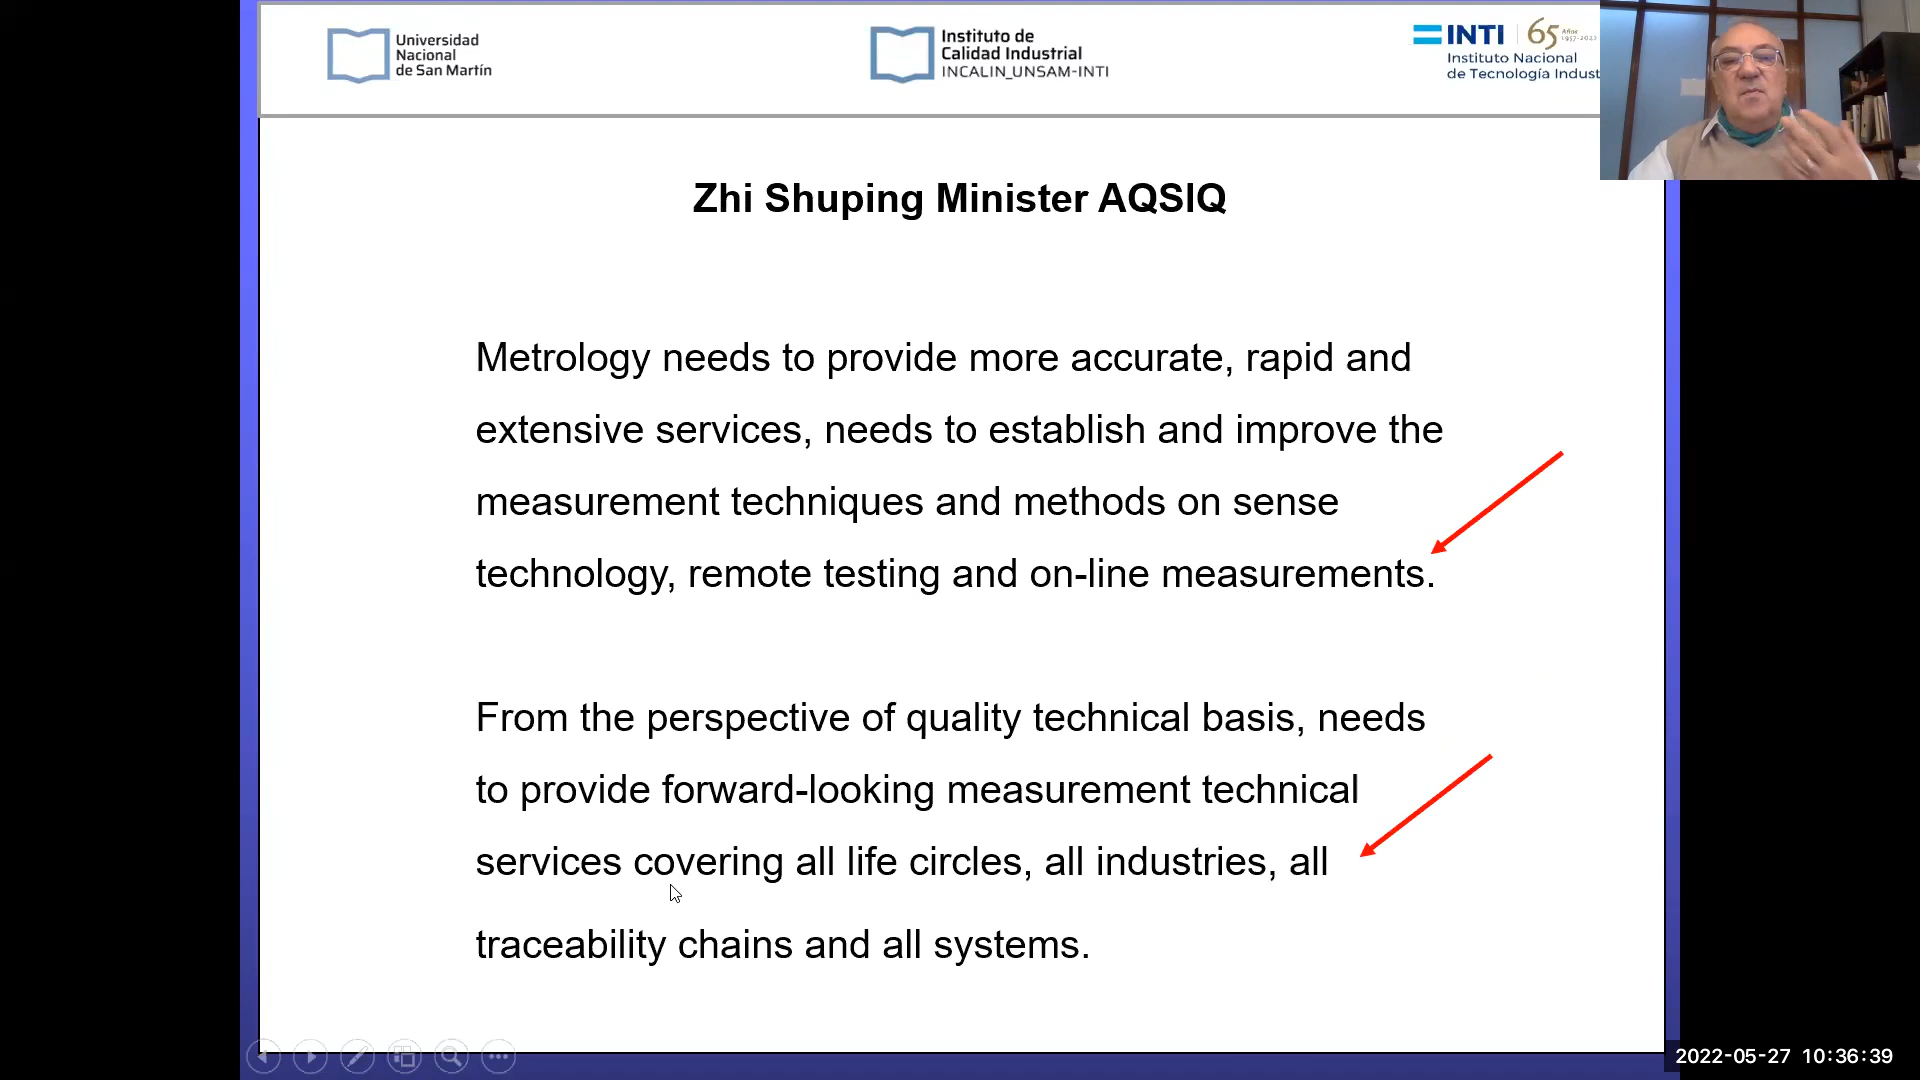 Universidad
Nacional
de San Martín
Instituto de
Calidad Industrial
INCALIN_UNSAM-INTI
INTI 65 Años
1957-2022
Instituto Nacional
de Tecnología Indust
Zhi Shuping Minister AQSIQ
Metrology needs to provide more accurate, rapid and
extensive services, needs to establish and improve the
measurement techniques and methods on sense
technology, remote testing and on-line measurements.
From the perspective of quality technical basis, needs
to provide forward-looking measurement technical
services covering all life circles, all industries, all
traceability chains and all systems.
2022-05-27 10:36:39